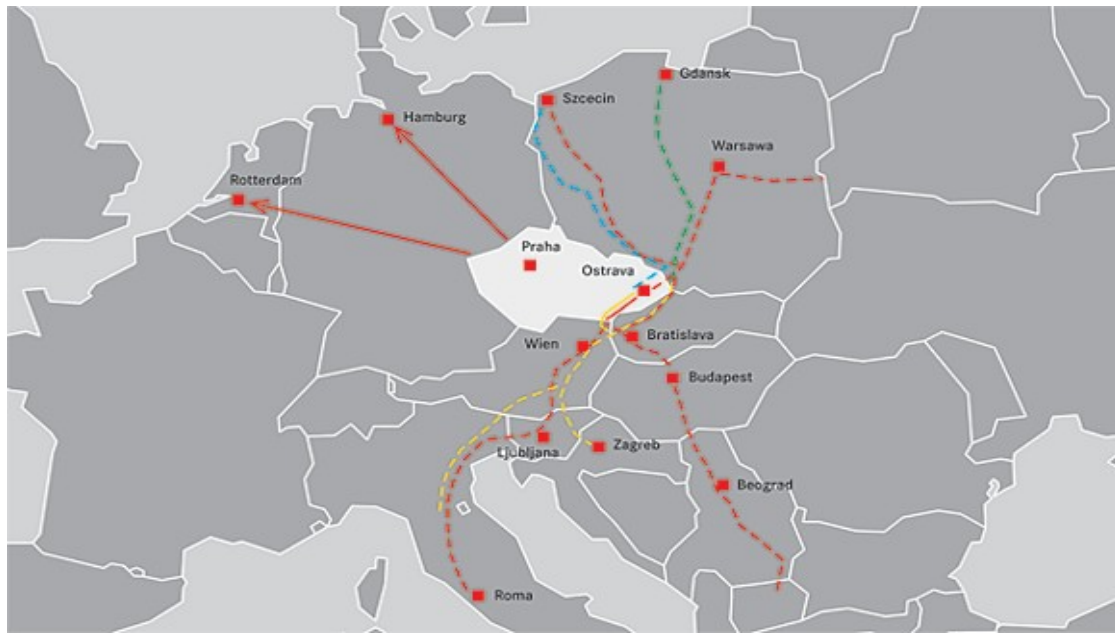 Gdansk
Szcecin
Hamburg
Warsawa
Rotterdam
Praha
Ostrava
Wien
Bratislava
Budapest
Ljubljana
Zagreb
Beograd
Roma